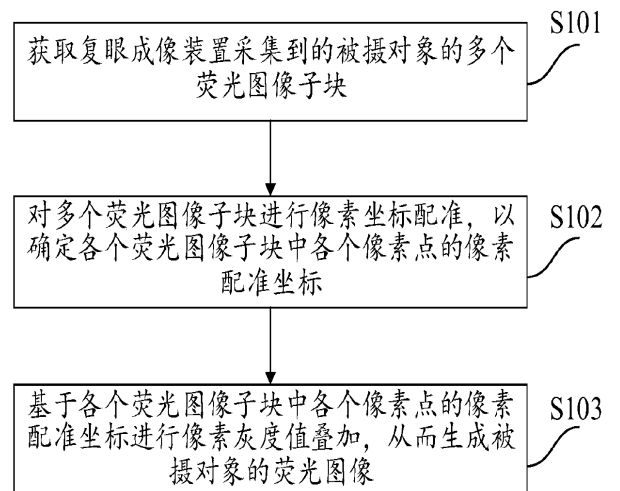 获取复眼成像装置采集到的被摄对象的多个
荧光图像子块
S101
对多个荧光图像子块进行像素坐标配准，以
确定各个荧光图像子块中各个像素点的像素
配准坐标
S102
基于各个荧光图像子块中各个像素点的像素
配准坐标进行像素灰度值叠加，从而生成被
摄对象的荧光图像
S103